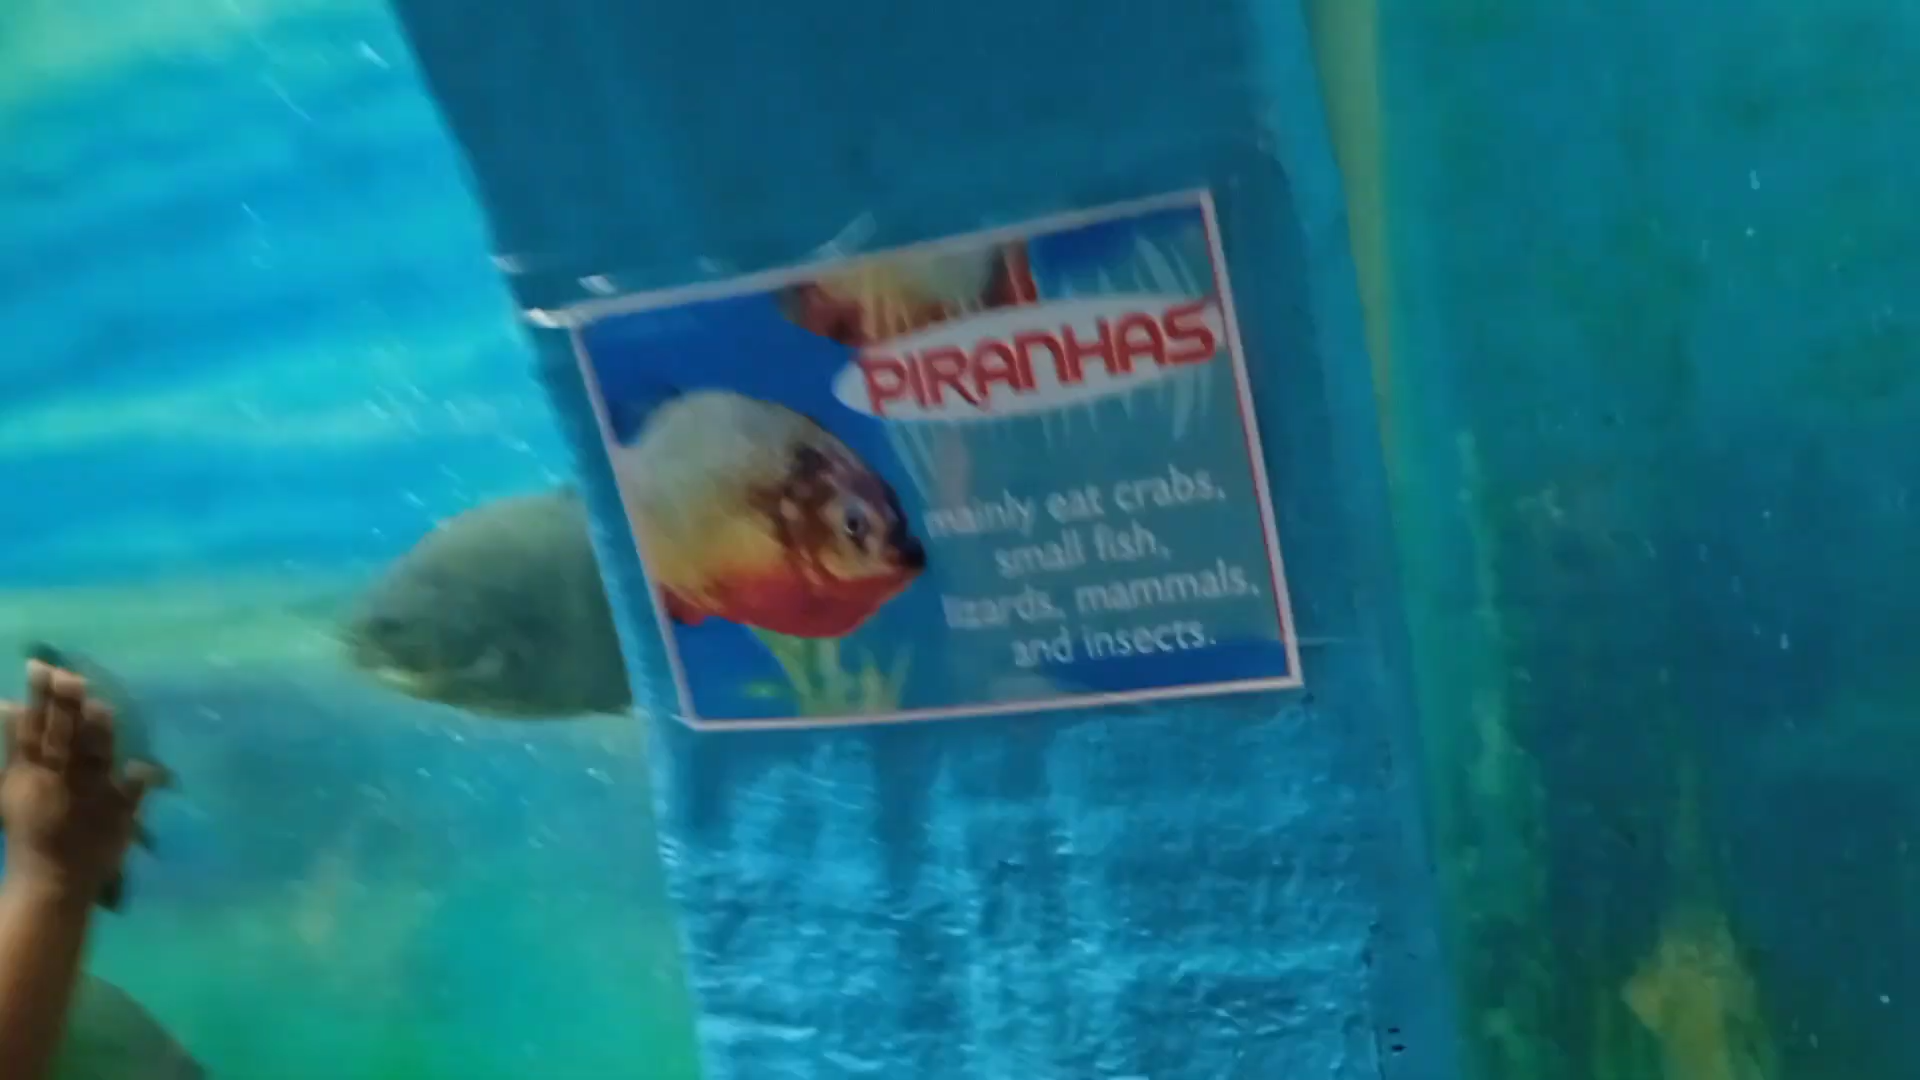 PIRANHAS
mainly eat crabs,
small fish,
lizards, mammals,
and insects.